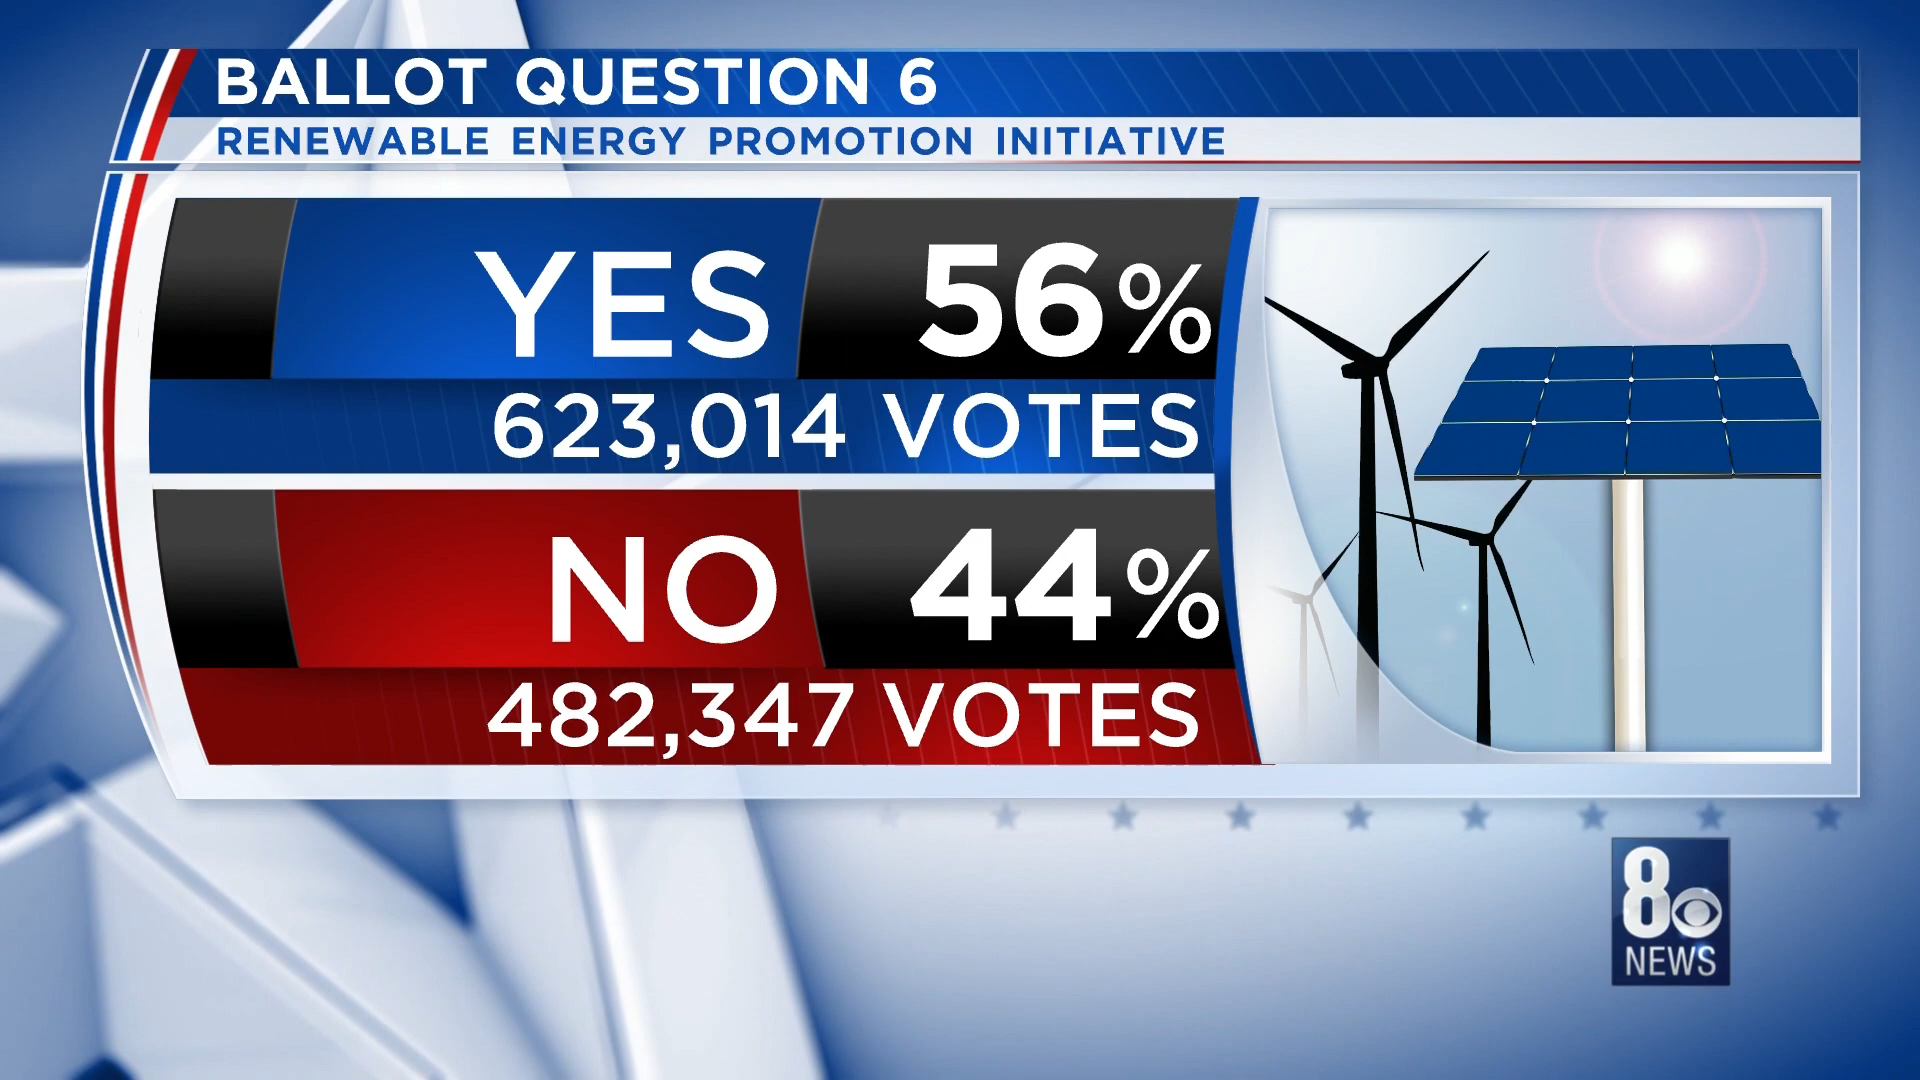 BALLOT QUESTION 6
RENEWABLE ENERGY PROMOTION INITIATIVE
YES 56%
623,014 VOTES
NO 44%
482,347 VOTES
8
NEWS